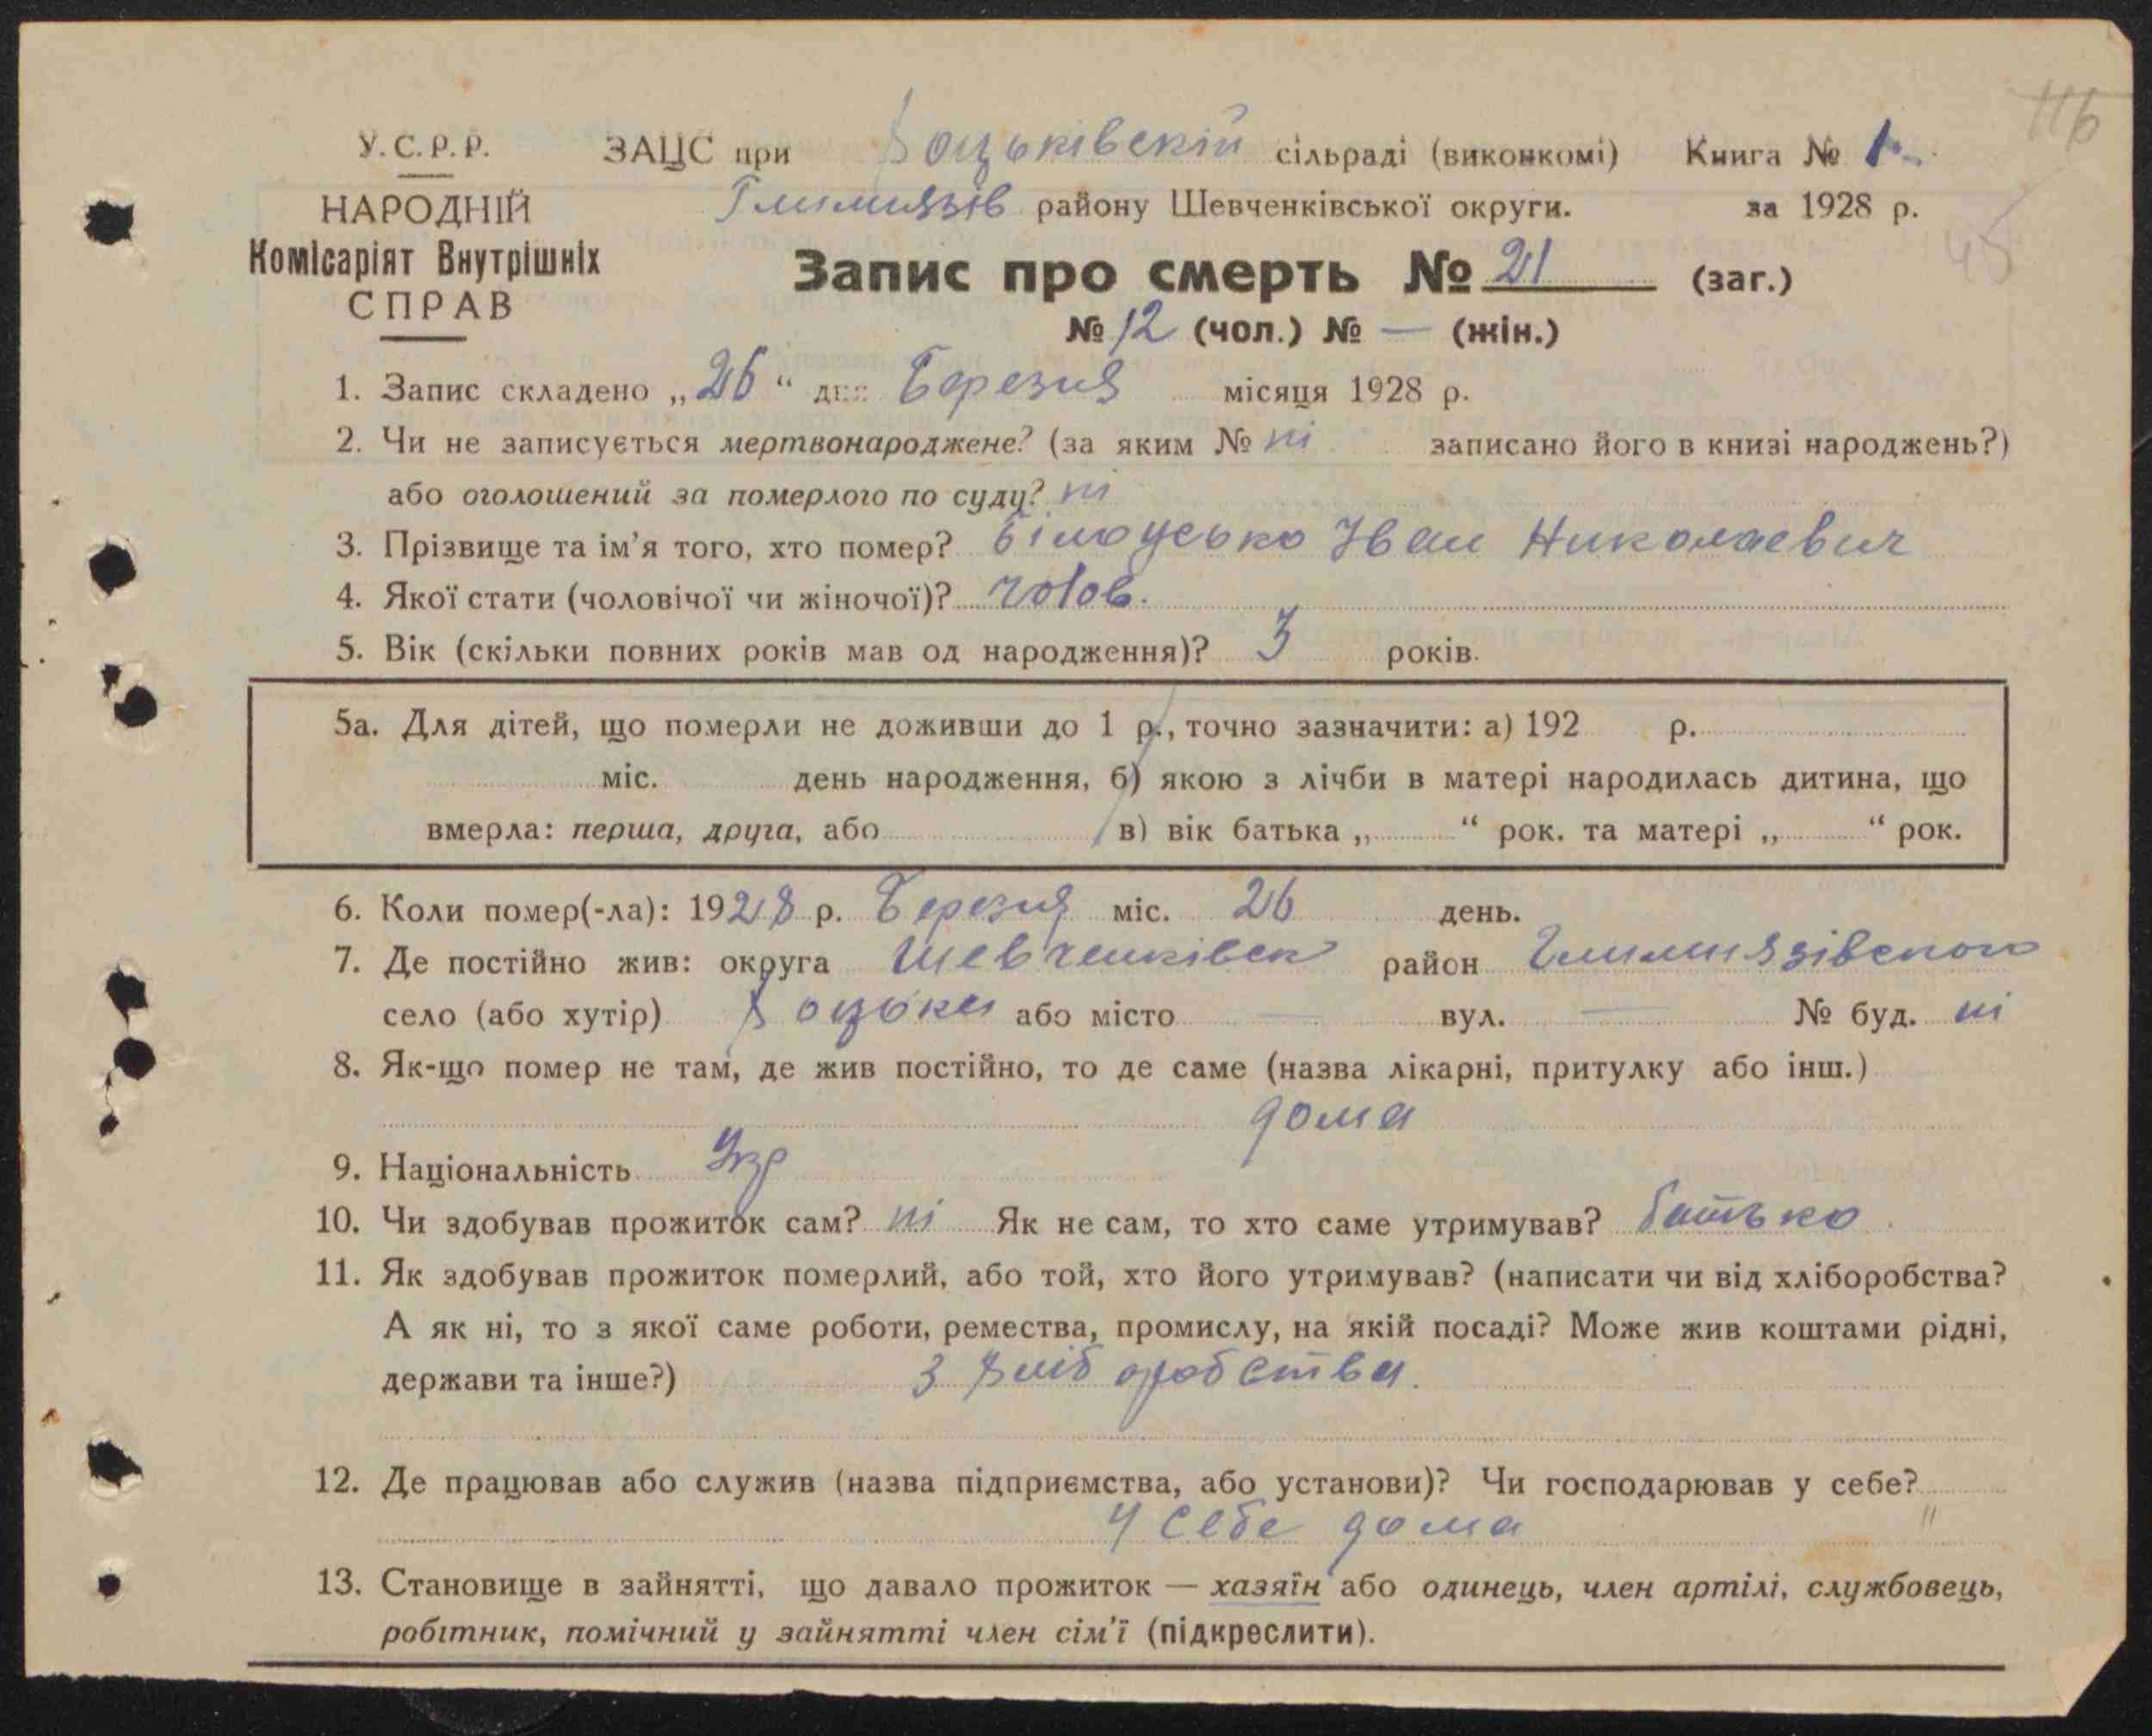 116
У.С.Р.Р. ЗАЦС при Хоцьківскій сільраді (виконкомі) Книга № 1
НАРОДНІЙ Глимязів району Шевченківської округи. за 1928 р.
45
Комісаріят Внутрішніх
СПРАВ
Запис про смерть № 21 (заг.)
№ 12 (чол.) № — (жін.)
1. Запис складено „26“ дня Березня місяця 1928 р.
2. Чи не записується мертвонароджене? (за яким № ні записано його в книзі народжень?)
або оголошений за померлого по суду? ні
3. Прізвище та ім'я того, хто помер? Білоусько Іван Николаевич
4. Якої стати (чоловічої чи жіночої)? чолов.
5. Вік (скільки повних років мав од народження)? 3 років.
5а. Для дітей, що померли не доживши до 1 р., точно зазначити: а) 192 р.
міс. день народження, б) якою з лічби в матері народилась дитина, що
вмерла: перша, друга, або в) вік батька „ “ рок. та матері „ “ рок.
6. Коли помер(-ла): 1928 р. Березня міс. 26 день.
7. Де постійно жив: округа Шевченківск район Глимязівского
село (або хутір) Хоцьки або місто — вул. — № буд. ні
8. Як-що помер не там, де жив постійно, то де саме (назва лікарні, притулку або інш.)
дома
9. Національність Укр
10. Чи здобував прожиток сам? ні Як не сам, то хто саме утримував? батько
11. Як здобував прожиток померлий, або той, хто його утримував? (написати чи від хліборобства?
А як ні, то з якої саме роботи, ремества, промислу, на якій посаді? Може жив коштами рідні,
держави та інше?) З хліборобства.
12. Де працював або служив (назва підприємства, або установи)? Чи господарював у себе?
у себе дома "
13. Становище в зайнятті, що давало прожиток — хазяїн або одинець, член артілі, службовець,
робітник, помічний у зайнятті член сім'ї (підкреслити).